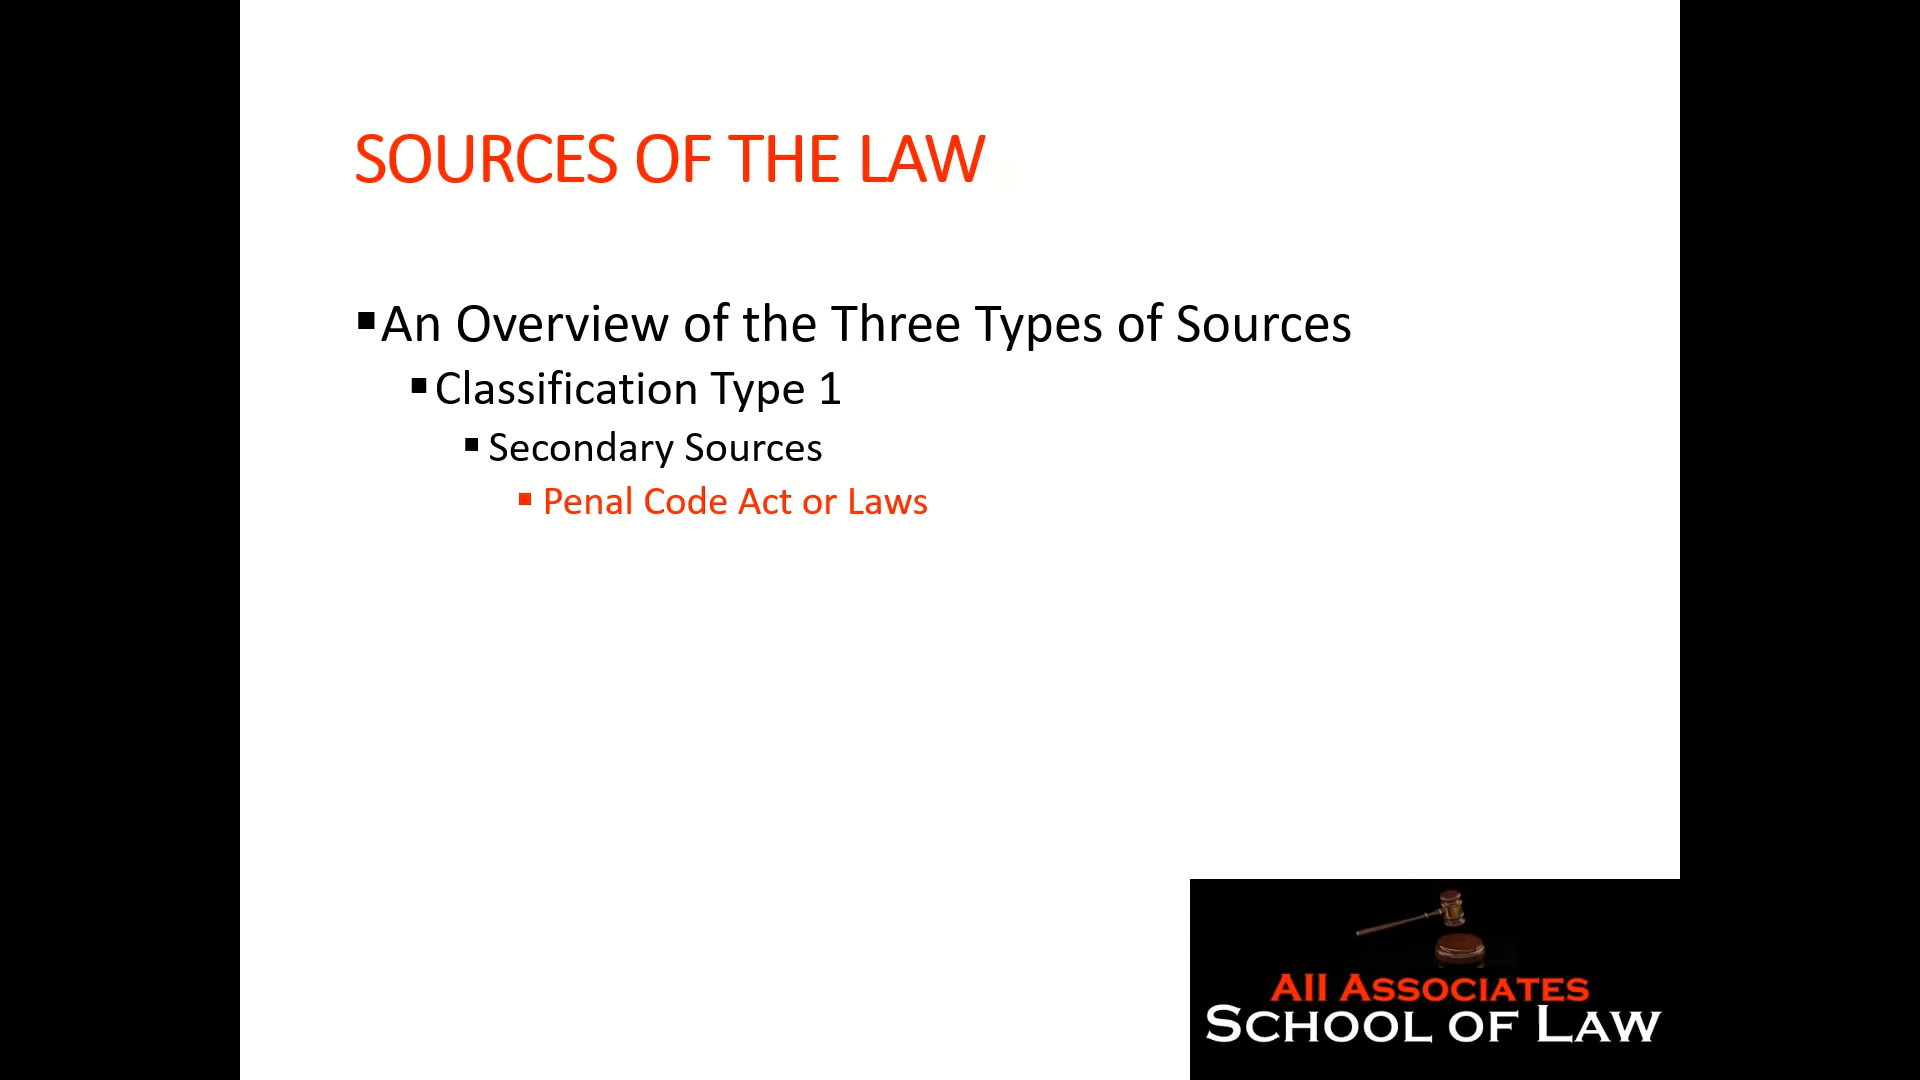 SOURCES OF THE LAW
▪An Overview of the Three Types of Sources
▪Classification Type 1
▪Secondary Sources
▪Penal Code Act or Laws
AII ASSOCIATES
SCHOOL OF LAW